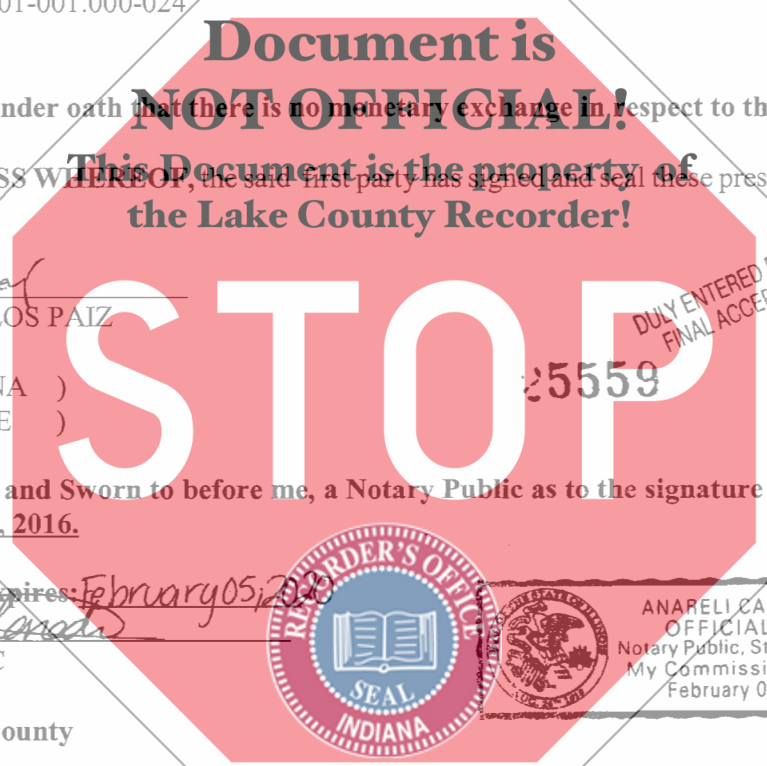 01-001.000-024
Document is
nder oath that there is no monetary exchange in respect to th
NOT OFFICIAL!
This Document is the property of
SS WHEREOF, the said first party has signed and seal these pres
the Lake County Recorder!
DULY ENTERED
FINAL ACCE
LOS PAIZ
STOP
NA )
25559
E )
and Sworn to before me, a Notary Public as to the signature
, 2016.
RECORDER'S OFFICE
SEAL
INDIANA
xpires: February 05, 2020
ANARELI CA
OFFICIAL
Notary Public, St
My Commissi
February 0
C
ounty